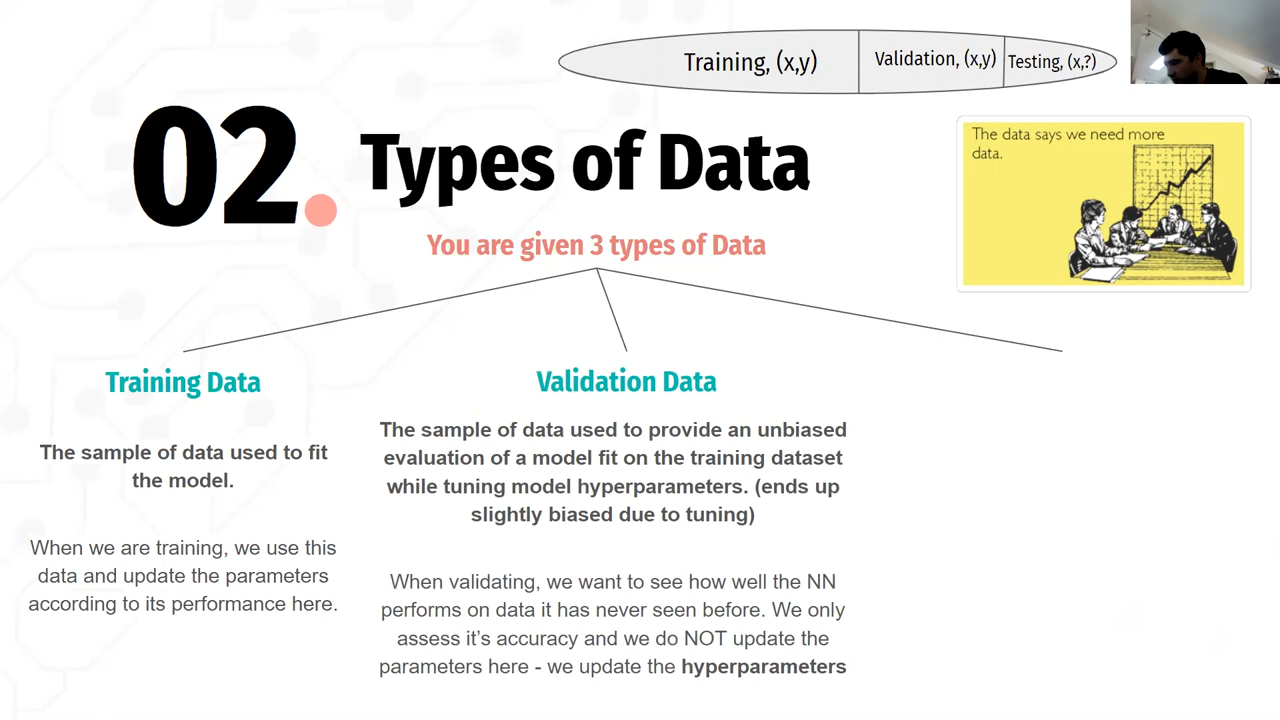 Training, (x,y)
Validation, (x,y)
Testing, (x,?)
02.
Types of Data
The data says we need more
data.
You are given 3 types of Data
Training Data
The sample of data used to fit
the model.
When we are training, we use this
data and update the parameters
according to its performance here.
Validation Data
The sample of data used to provide an unbiased
evaluation of a model fit on the training dataset
while tuning model hyperparameters. (ends up
slightly biased due to tuning)
When validating, we want to see how well the NN
performs on data it has never seen before. We only
assess it's accuracy and we do NOT update the
parameters here - we update the hyperparameters